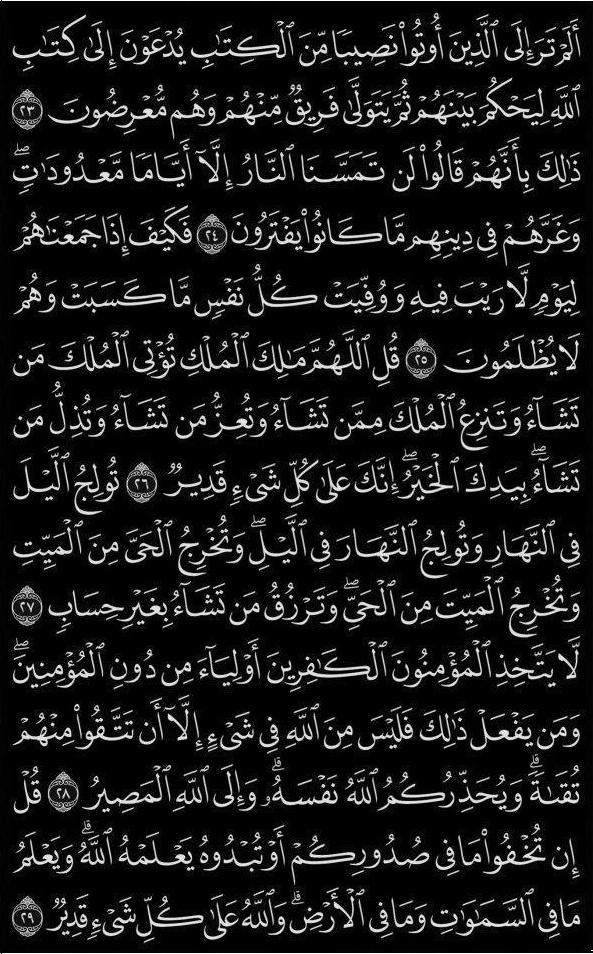 أَلَمْ تَرَ إِلَى ٱلَّذِينَ أُوتُوا۟ نَصِيبًا مِّنَ ٱلْكِتَـٰبِ يُدْعَوْنَ إِلَىٰ كِتَـٰبِ
ٱللَّهِ لِيَحْكُمَ بَيْنَهُمْ ثُمَّ يَتَوَلَّىٰ فَرِيقٌ مِّنْهُمْ وَهُم مُّعْرِضُونَ ٢٣
ذَٰلِكَ بِأَنَّهُمْ قَالُوا۟ لَن تَمَسَّنَا ٱلنَّارُ إِلَّآ أَيَّامًا مَّعْدُودَٰتٍ ۖ
وَغَرَّهُمْ فِى دِينِهِم مَّا كَانُوا۟ يَفْتَرُونَ ٢٤ فَكَيْفَ إِذَا جَمَعْنَـٰهُمْ
لِيَوْمٍ لَّا رَيْبَ فِيهِ وَوُفِّيَتْ كُلُّ نَفْسٍ مَّا كَسَبَتْ وَهُمْ
لَا يُظْلَمُونَ ٢٥ قُلِ ٱللَّهُمَّ مَـٰلِكَ ٱلْمُلْكِ تُؤْتِى ٱلْمُلْكَ مَن
تَشَآءُ وَتَنزِعُ ٱلْمُلْكَ مِمَّن تَشَآءُ وَتُعِزُّ مَن تَشَآءُ وَتُذِلُّ مَن
تَشَآءُ ۖ بِيَدِكَ ٱلْخَيْرُ ۖ إِنَّكَ عَلَىٰ كُلِّ شَىْءٍ قَدِيرٌ ٢٦ تُولِجُ ٱلَّيْلَ
فِى ٱلنَّهَارِ وَتُولِجُ ٱلنَّهَارَ فِى ٱلَّيْلِ ۖ وَتُخْرِجُ ٱلْحَىَّ مِنَ ٱلْمَيِّتِ
وَتُخْرِجُ ٱلْمَيِّتَ مِنَ ٱلْحَىِّ ۖ وَتَرْزُقُ مَن تَشَآءُ بِغَيْرِ حِسَابٍ ٢٧
لَّا يَتَّخِذِ ٱلْمُؤْمِنُونَ ٱلْكَـٰفِرِينَ أَوْلِيَآءَ مِن دُونِ ٱلْمُؤْمِنِينَ ۖ
وَمَن يَفْعَلْ ذَٰلِكَ فَلَيْسَ مِنَ ٱللَّهِ فِى شَىْءٍ إِلَّآ أَن تَتَّقُوا۟ مِنْهُمْ
تُقَىٰةً ۗ وَيُحَذِّرُكُمُ ٱللَّهُ نَفْسَهُۥ ۗ وَإِلَى ٱللَّهِ ٱلْمَصِيرُ ٢٨ قُلْ
إِن تُخْفُوا۟ مَا فِى صُدُورِكُمْ أَوْ تُبْدُوهُ يَعْلَمْهُ ٱللَّهُ ۗ وَيَعْلَمُ
مَا فِى ٱلسَّمَـٰوَٰتِ وَمَا فِى ٱلْأَرْضِ ۗ وَٱللَّهُ عَلَىٰ كُلِّ شَىْءٍ قَدِيرٌ ٢٩